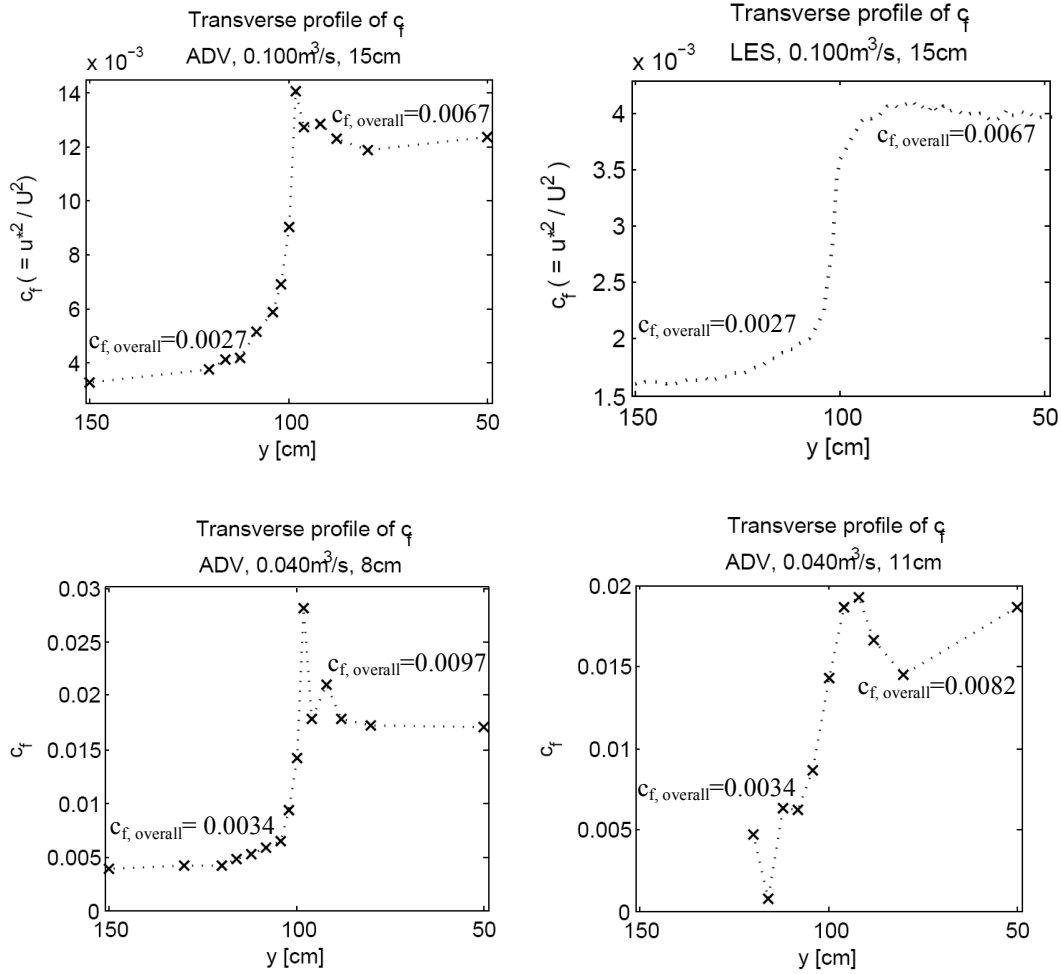 Transverse profile of c_f
ADV, 0.100m³/s, 15cm
x 10⁻³
14
12
10
8
6
4
c_f ( = u*² / U²)
c_f, overall=0.0067
c_f, overall=0.0027
150
100
50
y [cm]
Transverse profile of c_f
LES, 0.100m³/s, 15cm
x 10⁻³
4
3.5
3
2.5
2
1.5
c_f ( = u*² / U²)
c_f, overall=0.0067
c_f, overall=0.0027
150
100
50
y [cm]
Transverse profile of c_f
ADV, 0.040m³/s, 8cm
0.03
0.025
0.02
0.015
0.01
0.005
0
c_f
c_f, overall=0.0097
c_f, overall= 0.0034
150
100
50
y [cm]
Transverse profile of c_f
ADV, 0.040m³/s, 11cm
0.02
0.015
0.01
0.005
0
c_f
c_f, overall=0.0082
c_f, overall=0.0034
150
100
50
y [cm]